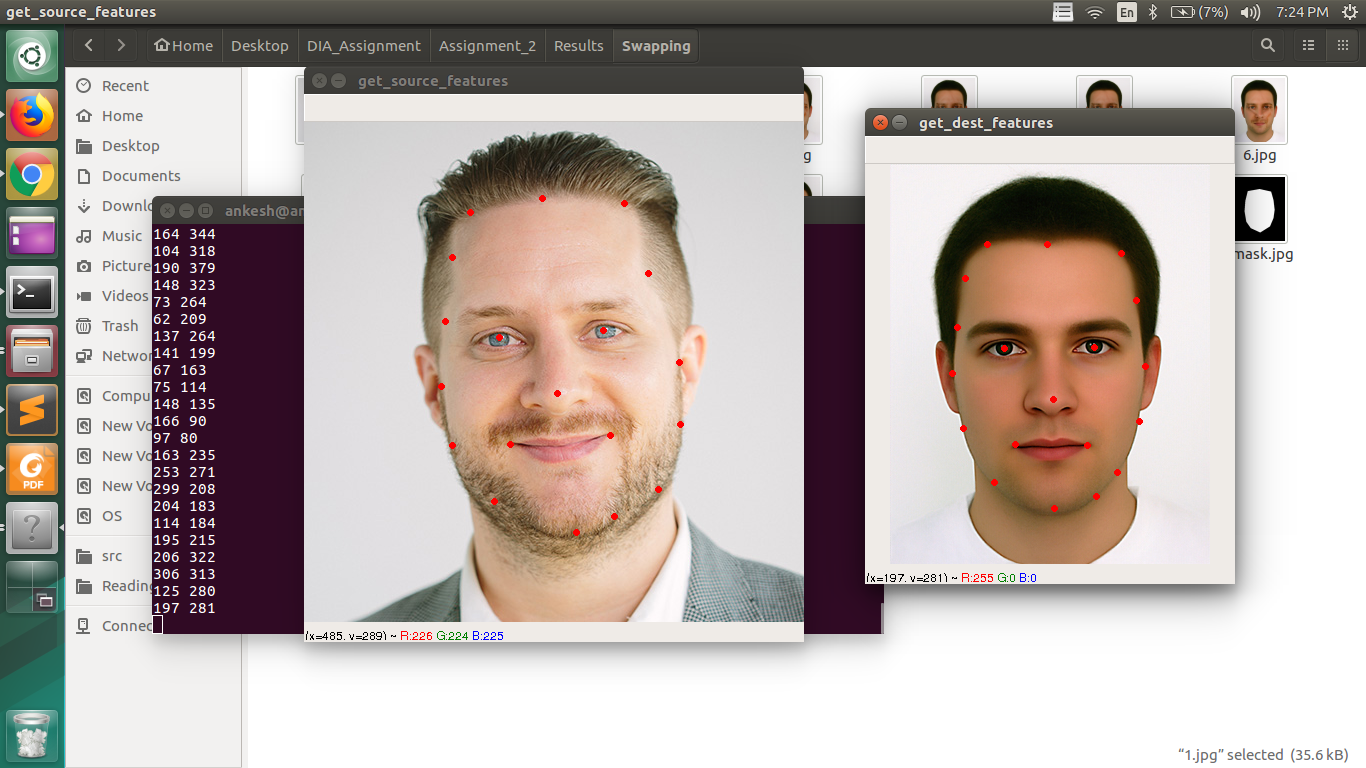 get_source_features
En
(7%)
7:24 PM
Home
Desktop
DIA_Assignment
Assignment_2
Results
Swapping
Recent
Home
Desktop
Documents
Downlo
Music
Picture
Videos
Trash
Networ
Compu
New Vo
New Vo
New Vo
OS
src
Reading
Connec
PDF
ankesh@an
164 344
104 318
190 379
148 323
73 264
62 209
137 264
141 199
67 163
75 114
148 135
166 90
97 80
163 235
253 271
299 208
204 183
114 184
195 215
206 322
306 313
125 280
197 281
get_source_features
(x=485, y=289) ~ R:226 G:224 B:225
get_dest_features
(x=197, y=281) ~ R:255 G:0 B:0
g
6.jpg
mask.jpg
“1.jpg” selected (35.6 kB)